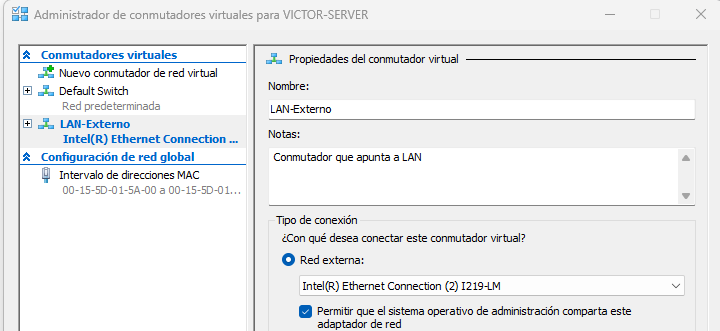 Administrador de conmutadores virtuales para VICTOR-SERVER
Conmutadores virtuales
Nuevo conmutador de red virtual
Default Switch
Red predeterminada
LAN-Externo
Intel(R) Ethernet Connection ...
Configuración de red global
Intervalo de direcciones MAC
00-15-5D-01-5A-00 a 00-15-5D-01...
Propiedades del conmutador virtual
Nombre:
LAN-Externo
Notas:
Conmutador que apunta a LAN
Tipo de conexión
¿Con qué desea conectar este conmutador virtual?
Red externa:
Intel(R) Ethernet Connection (2) I219-LM
Permitir que el sistema operativo de administración comparta este
adaptador de red